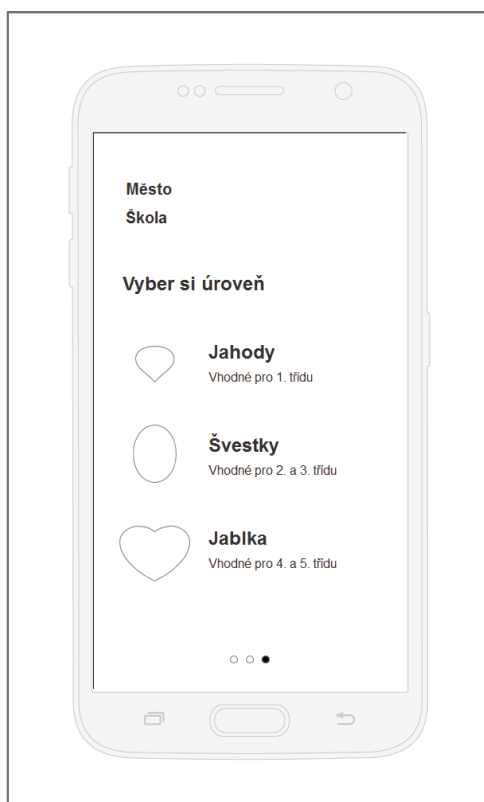 Město
Škola
Vyber si úroveň
Jahody
Vhodné pro 1. třídu
Švestky
Vhodné pro 2. a 3. třídu
Jablka
Vhodné pro 4. a 5. třídu